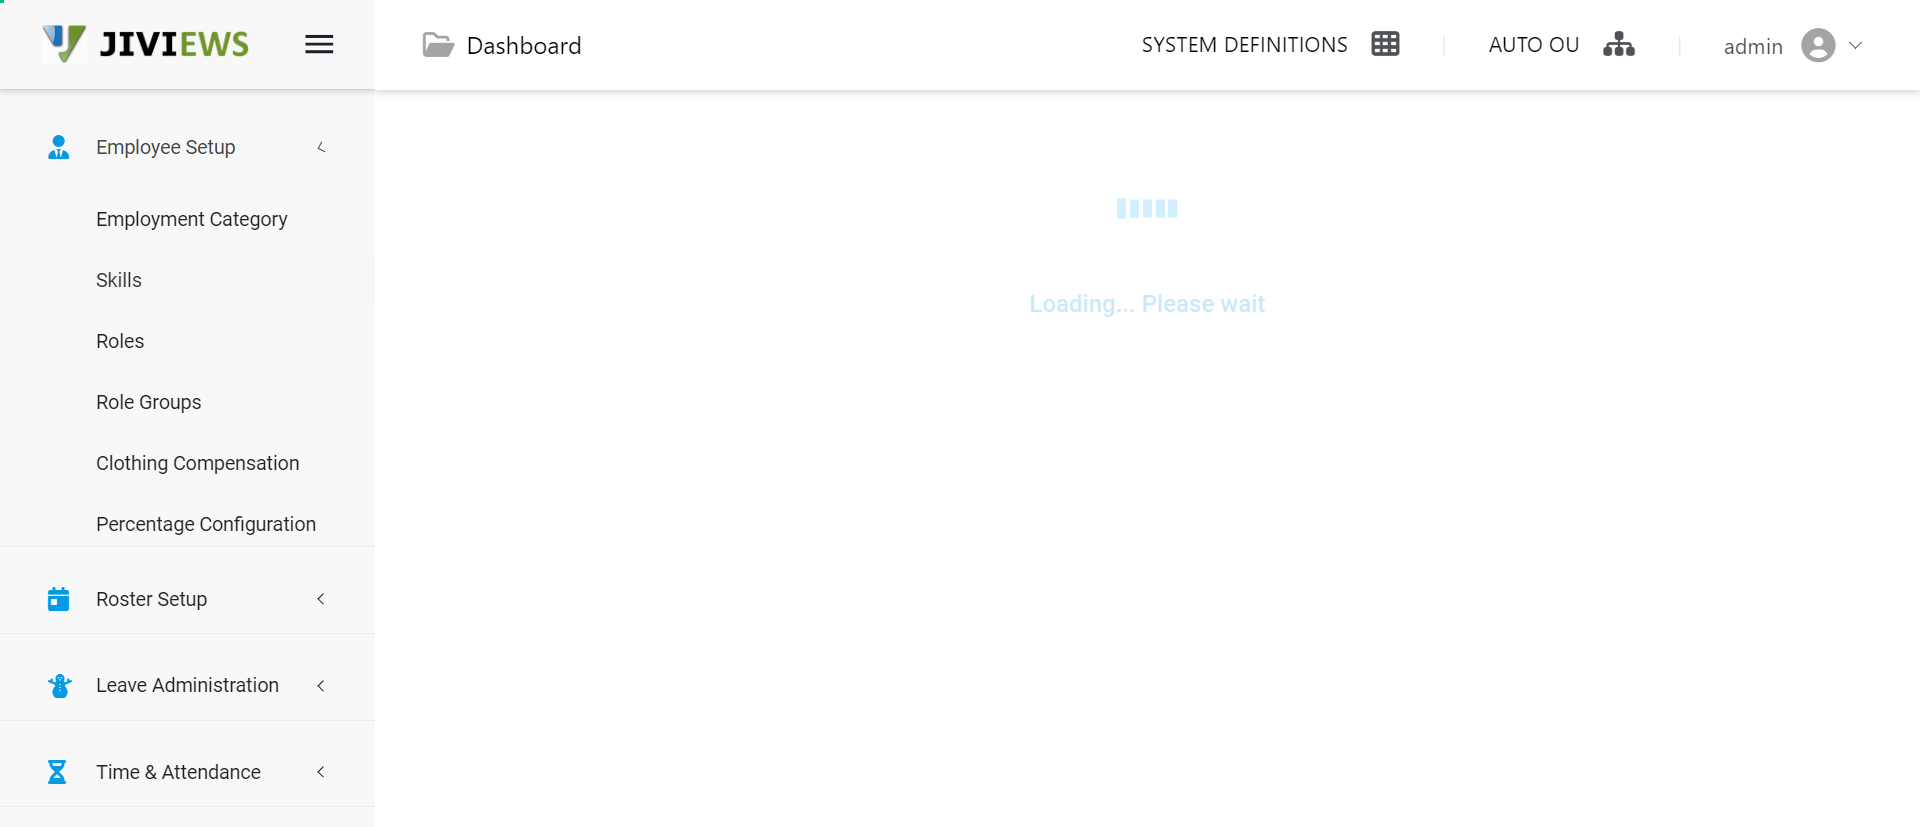 JIVIEWS
Dashboard
SYSTEM DEFINITIONS
AUTO OU
admin
Employee Setup
Employment Category
Skills
Roles
Role Groups
Clothing Compensation
Percentage Configuration
Roster Setup
Leave Administration
Time & Attendance
Loading... Please wait